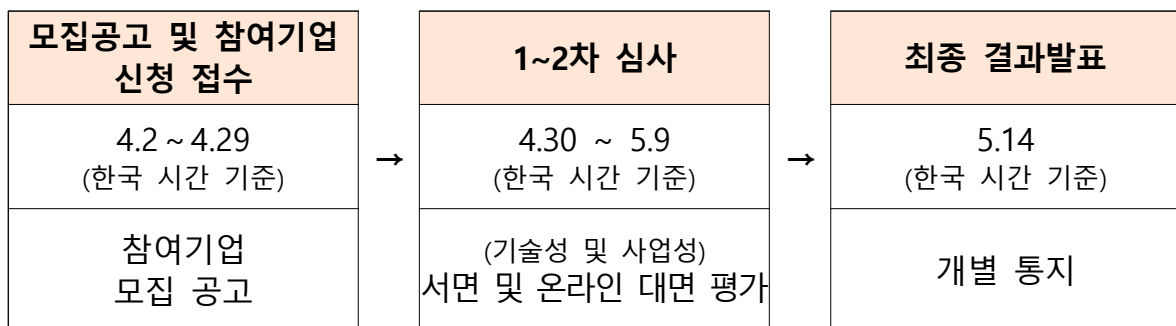 모집공고 및 참여기업
신청 접수
4.2 ~ 4.29
(한국 시간 기준)
참여기업
모집 공고
→
1~2차 심사
4.30 ~ 5.9
(한국 시간 기준)
(기술성 및 사업성)
서면 및 온라인 대면 평가
→
최종 결과발표
5.14
(한국 시간 기준)
개별 통지